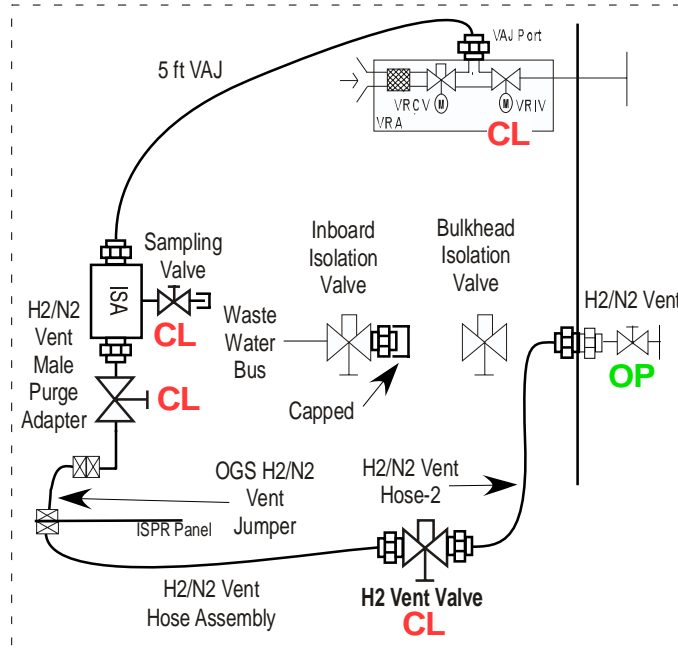 VAJ Port
5 ft VAJ
VRCV
M
M
VRIV
VRA
CL
Sampling
Valve
ISA
CL
H2/N2
Vent
Male
Purge
Adapter
CL
Inboard
Isolation
Valve
Bulkhead
Isolation
Valve
Waste
Water
Bus
Capped
H2/N2 Vent
OP
OGS H2/N2
Vent
Jumper
H2/N2 Vent
Hose-2
ISPR Panel
H2/N2 Vent
Hose Assembly
H2 Vent Valve
CL